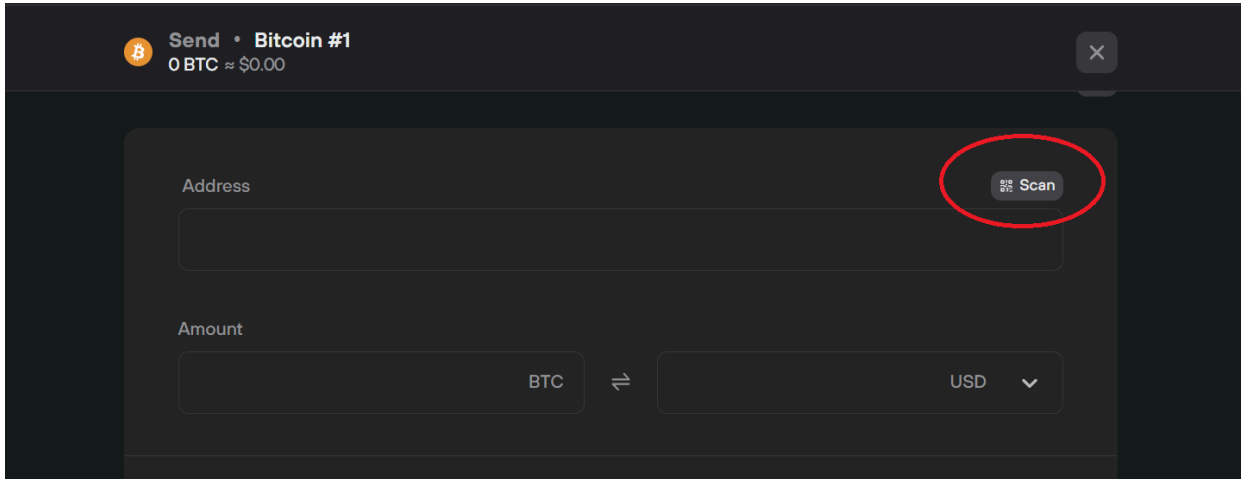 Send • Bitcoin #1
0 BTC ≈ $0.00
Address
Scan
Amount
BTC
USD